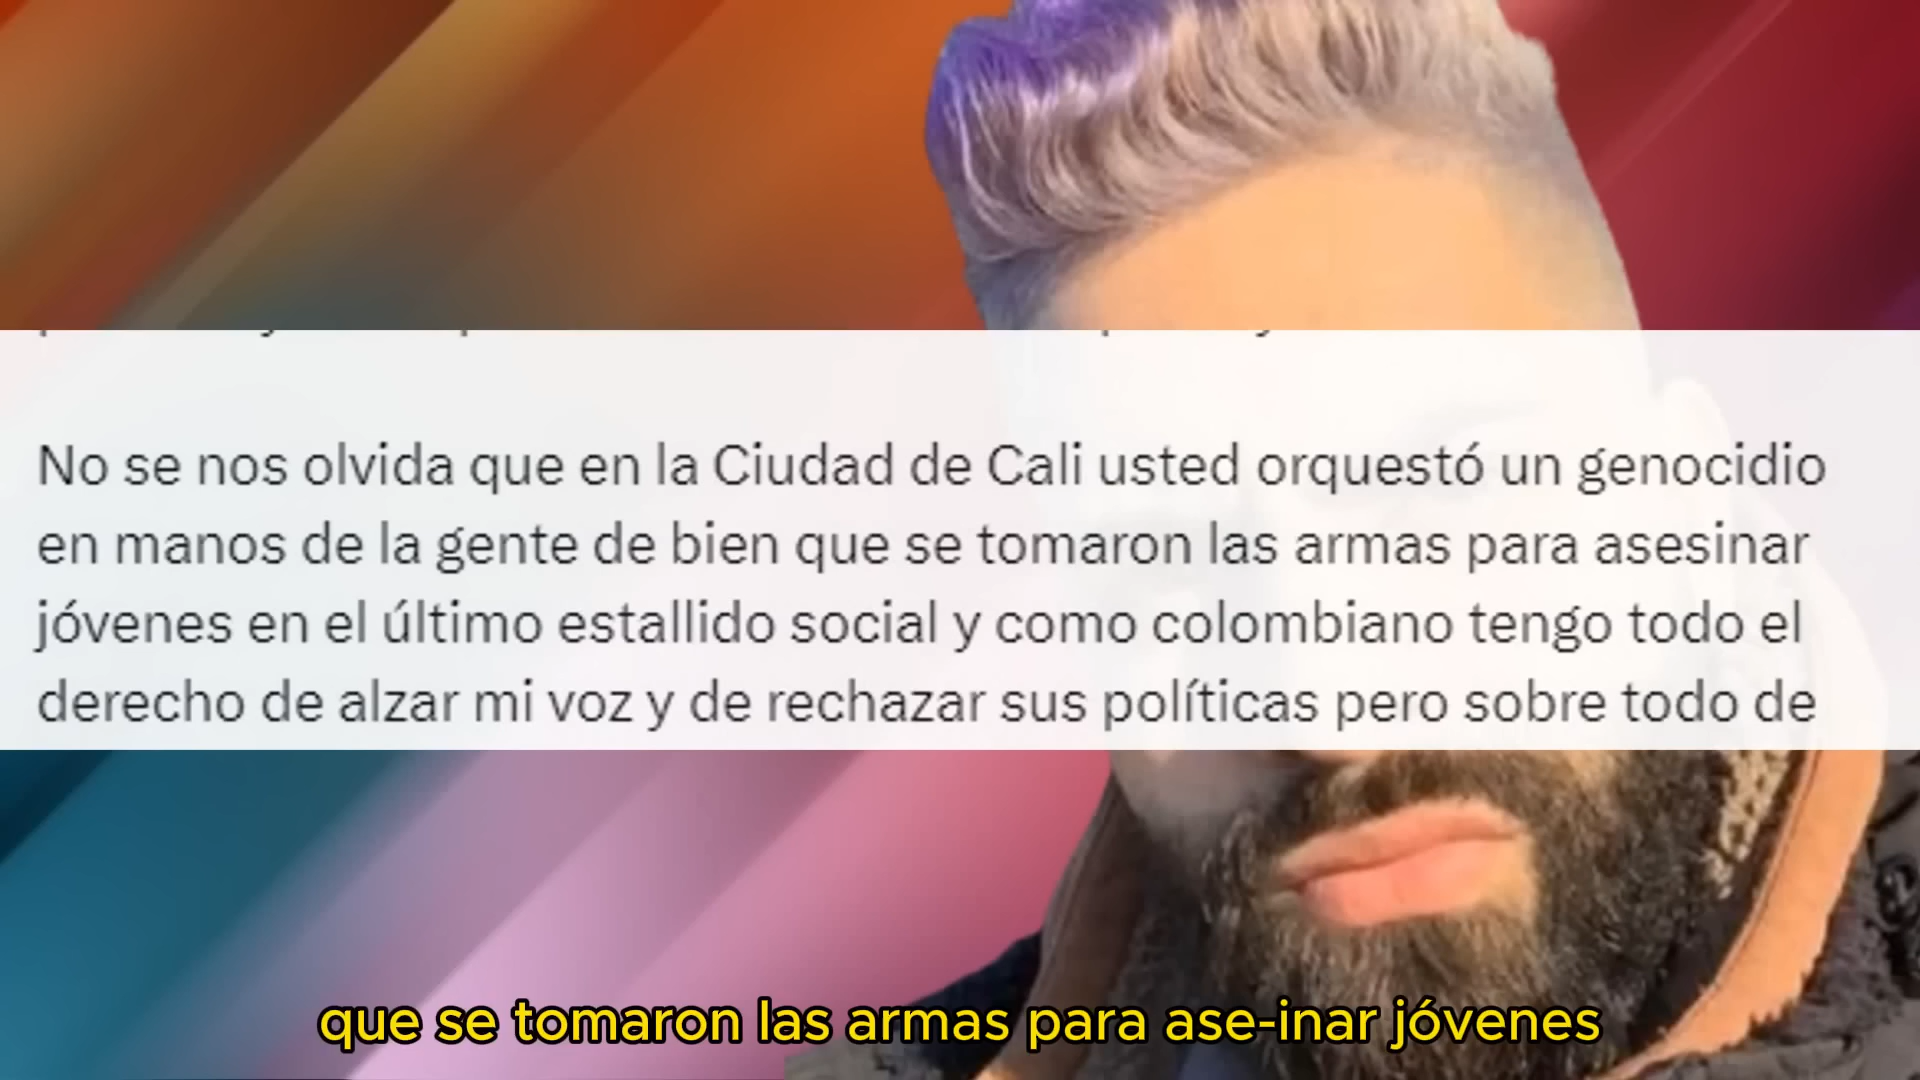 No se nos olvida que en la Ciudad de Cali usted orquestó un genocidio
en manos de la gente de bien que se tomaron las armas para asesinar
jóvenes en el último estallido social y como colombiano tengo todo el
derecho de alzar mi voz y de rechazar sus políticas pero sobre todo de
que se tomaron las armas para ase-inar jóvenes